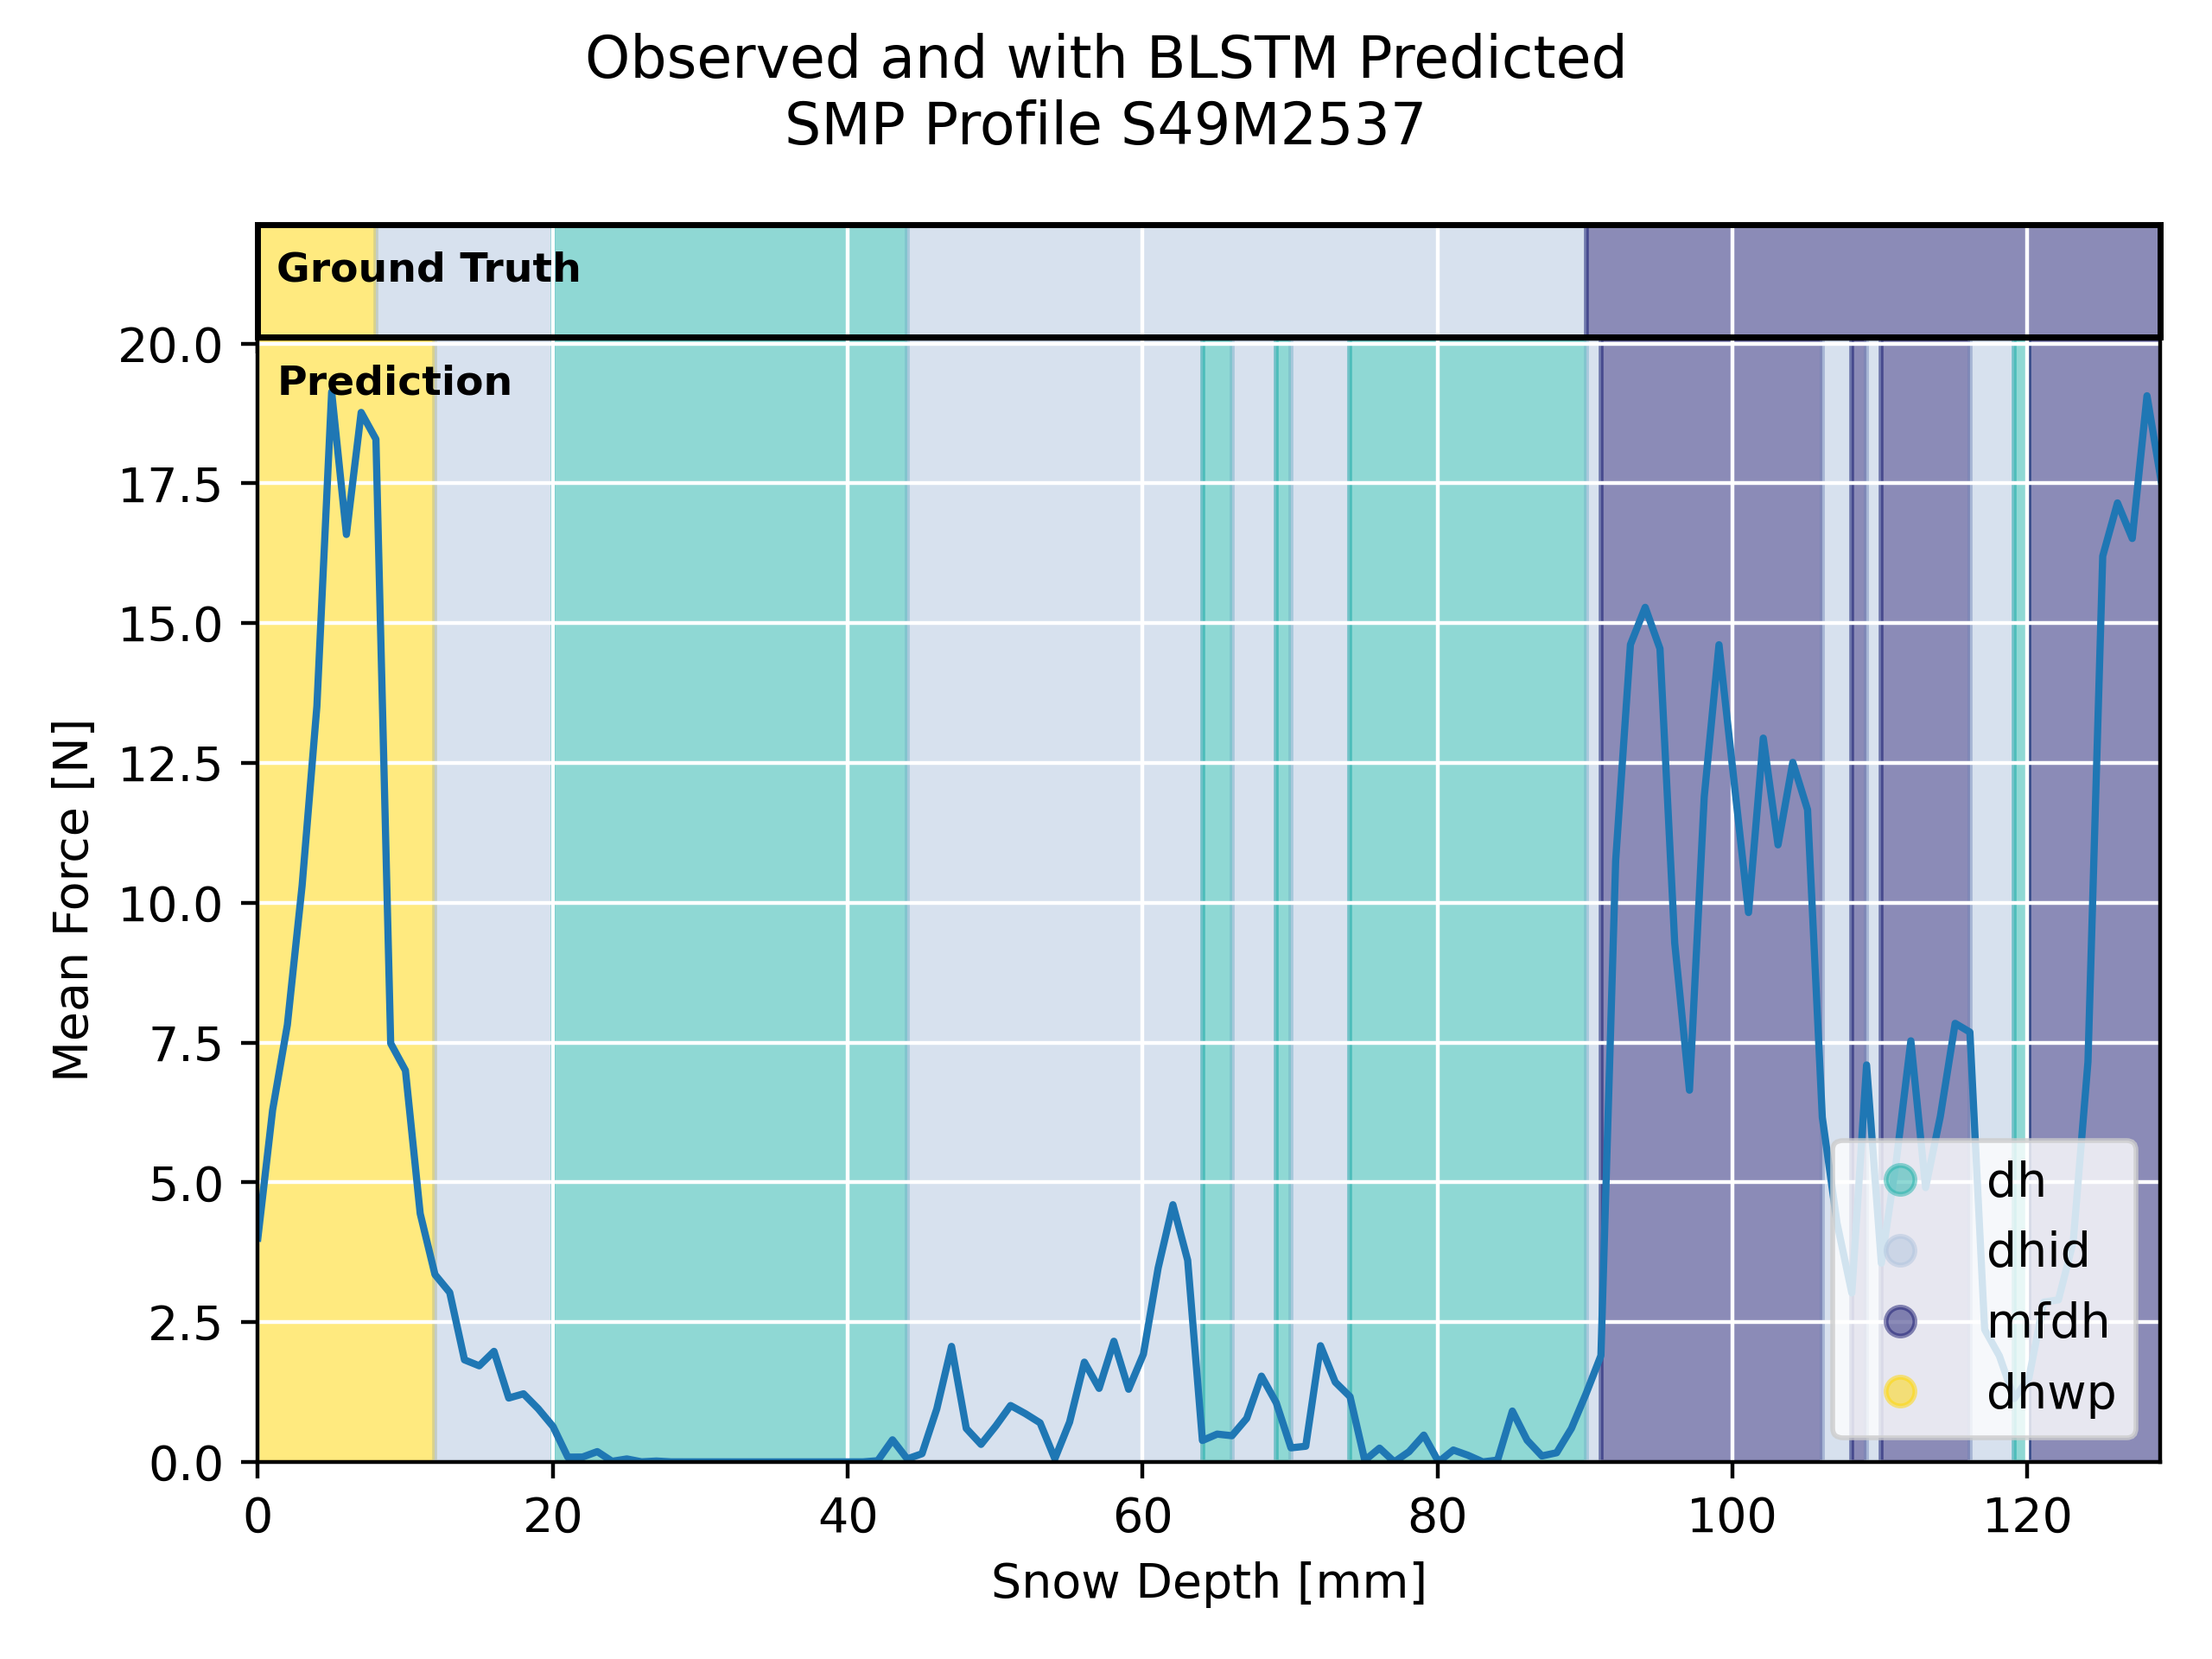 Observed and with BLSTM Predicted
SMP Profile S49M2537
Ground Truth
Prediction
20.0
17.5
15.0
12.5
10.0
7.5
5.0
2.5
0.0
Mean Force [N]
dh
dhid
mfdh
dhwp
0 20 40 60 80 100 120
Snow Depth [mm]